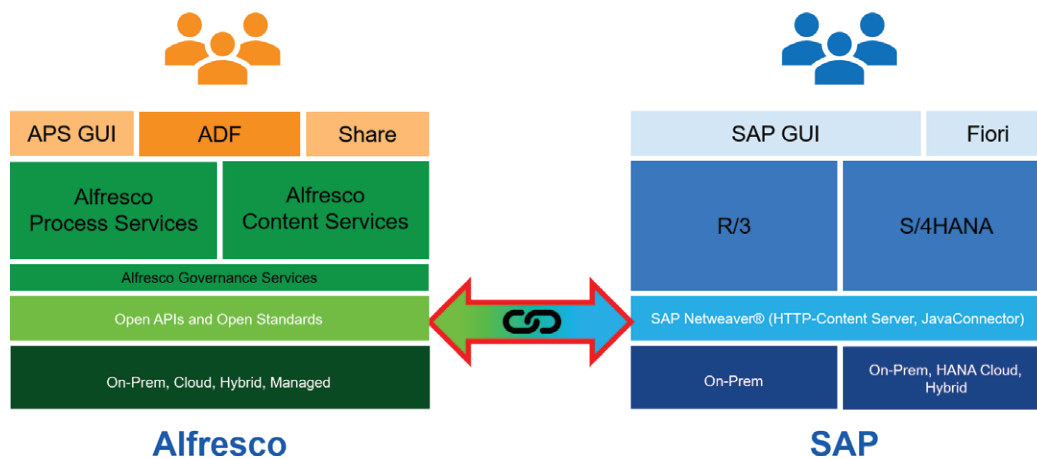 APS GUI
ADF
Share
Alfresco
Process Services
Alfresco
Content Services
Alfresco Governance Services
Open APIs and Open Standards
On-Prem, Cloud, Hybrid, Managed
Alfresco
SAP GUI
Fiori
R/3
S/4HANA
SAP Netweaver® (HTTP-Content Server, JavaConnector)
On-Prem
On-Prem, HANA Cloud,
Hybrid
SAP